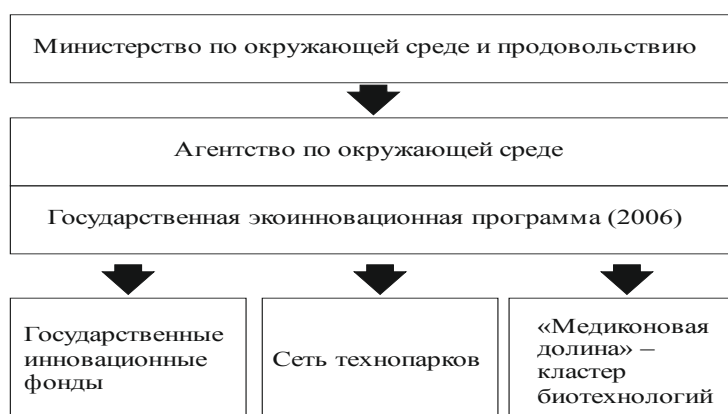 Министерство по окружающей среде и продовольствию
Агентство по окружающей среде
Государственная экоинновационная программа (2006)
Государственные
инновационные
фонды
Сеть технопарков
«Медиконовая
долина» –
кластер
биотехнологий